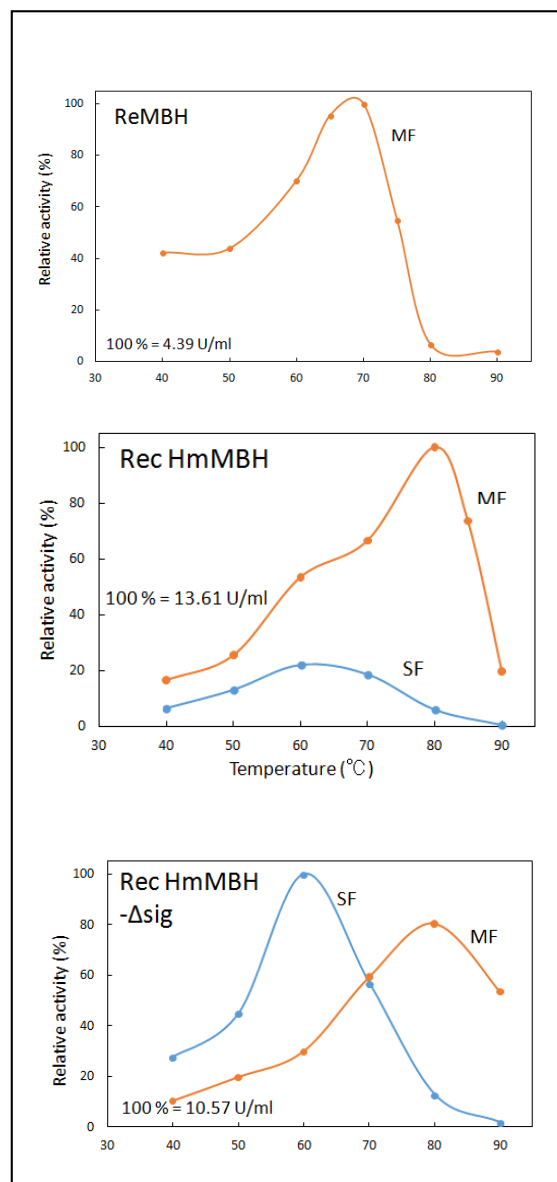 ReMBH
MF
Relative activity (%)
100
80
60
40
20
0
100 % = 4.39 U/ml
30 40 50 60 70 80 90
Rec HmMBH
MF
SF
Relative activity (%)
100
80
60
40
20
0
100 % = 13.61 U/ml
30 40 50 60 70 80 90
Temperature (℃)
Rec HmMBH
-Δsig
SF
MF
Relative activity (%)
100
80
60
40
20
0
100 % = 10.57 U/ml
30 40 50 60 70 80 90